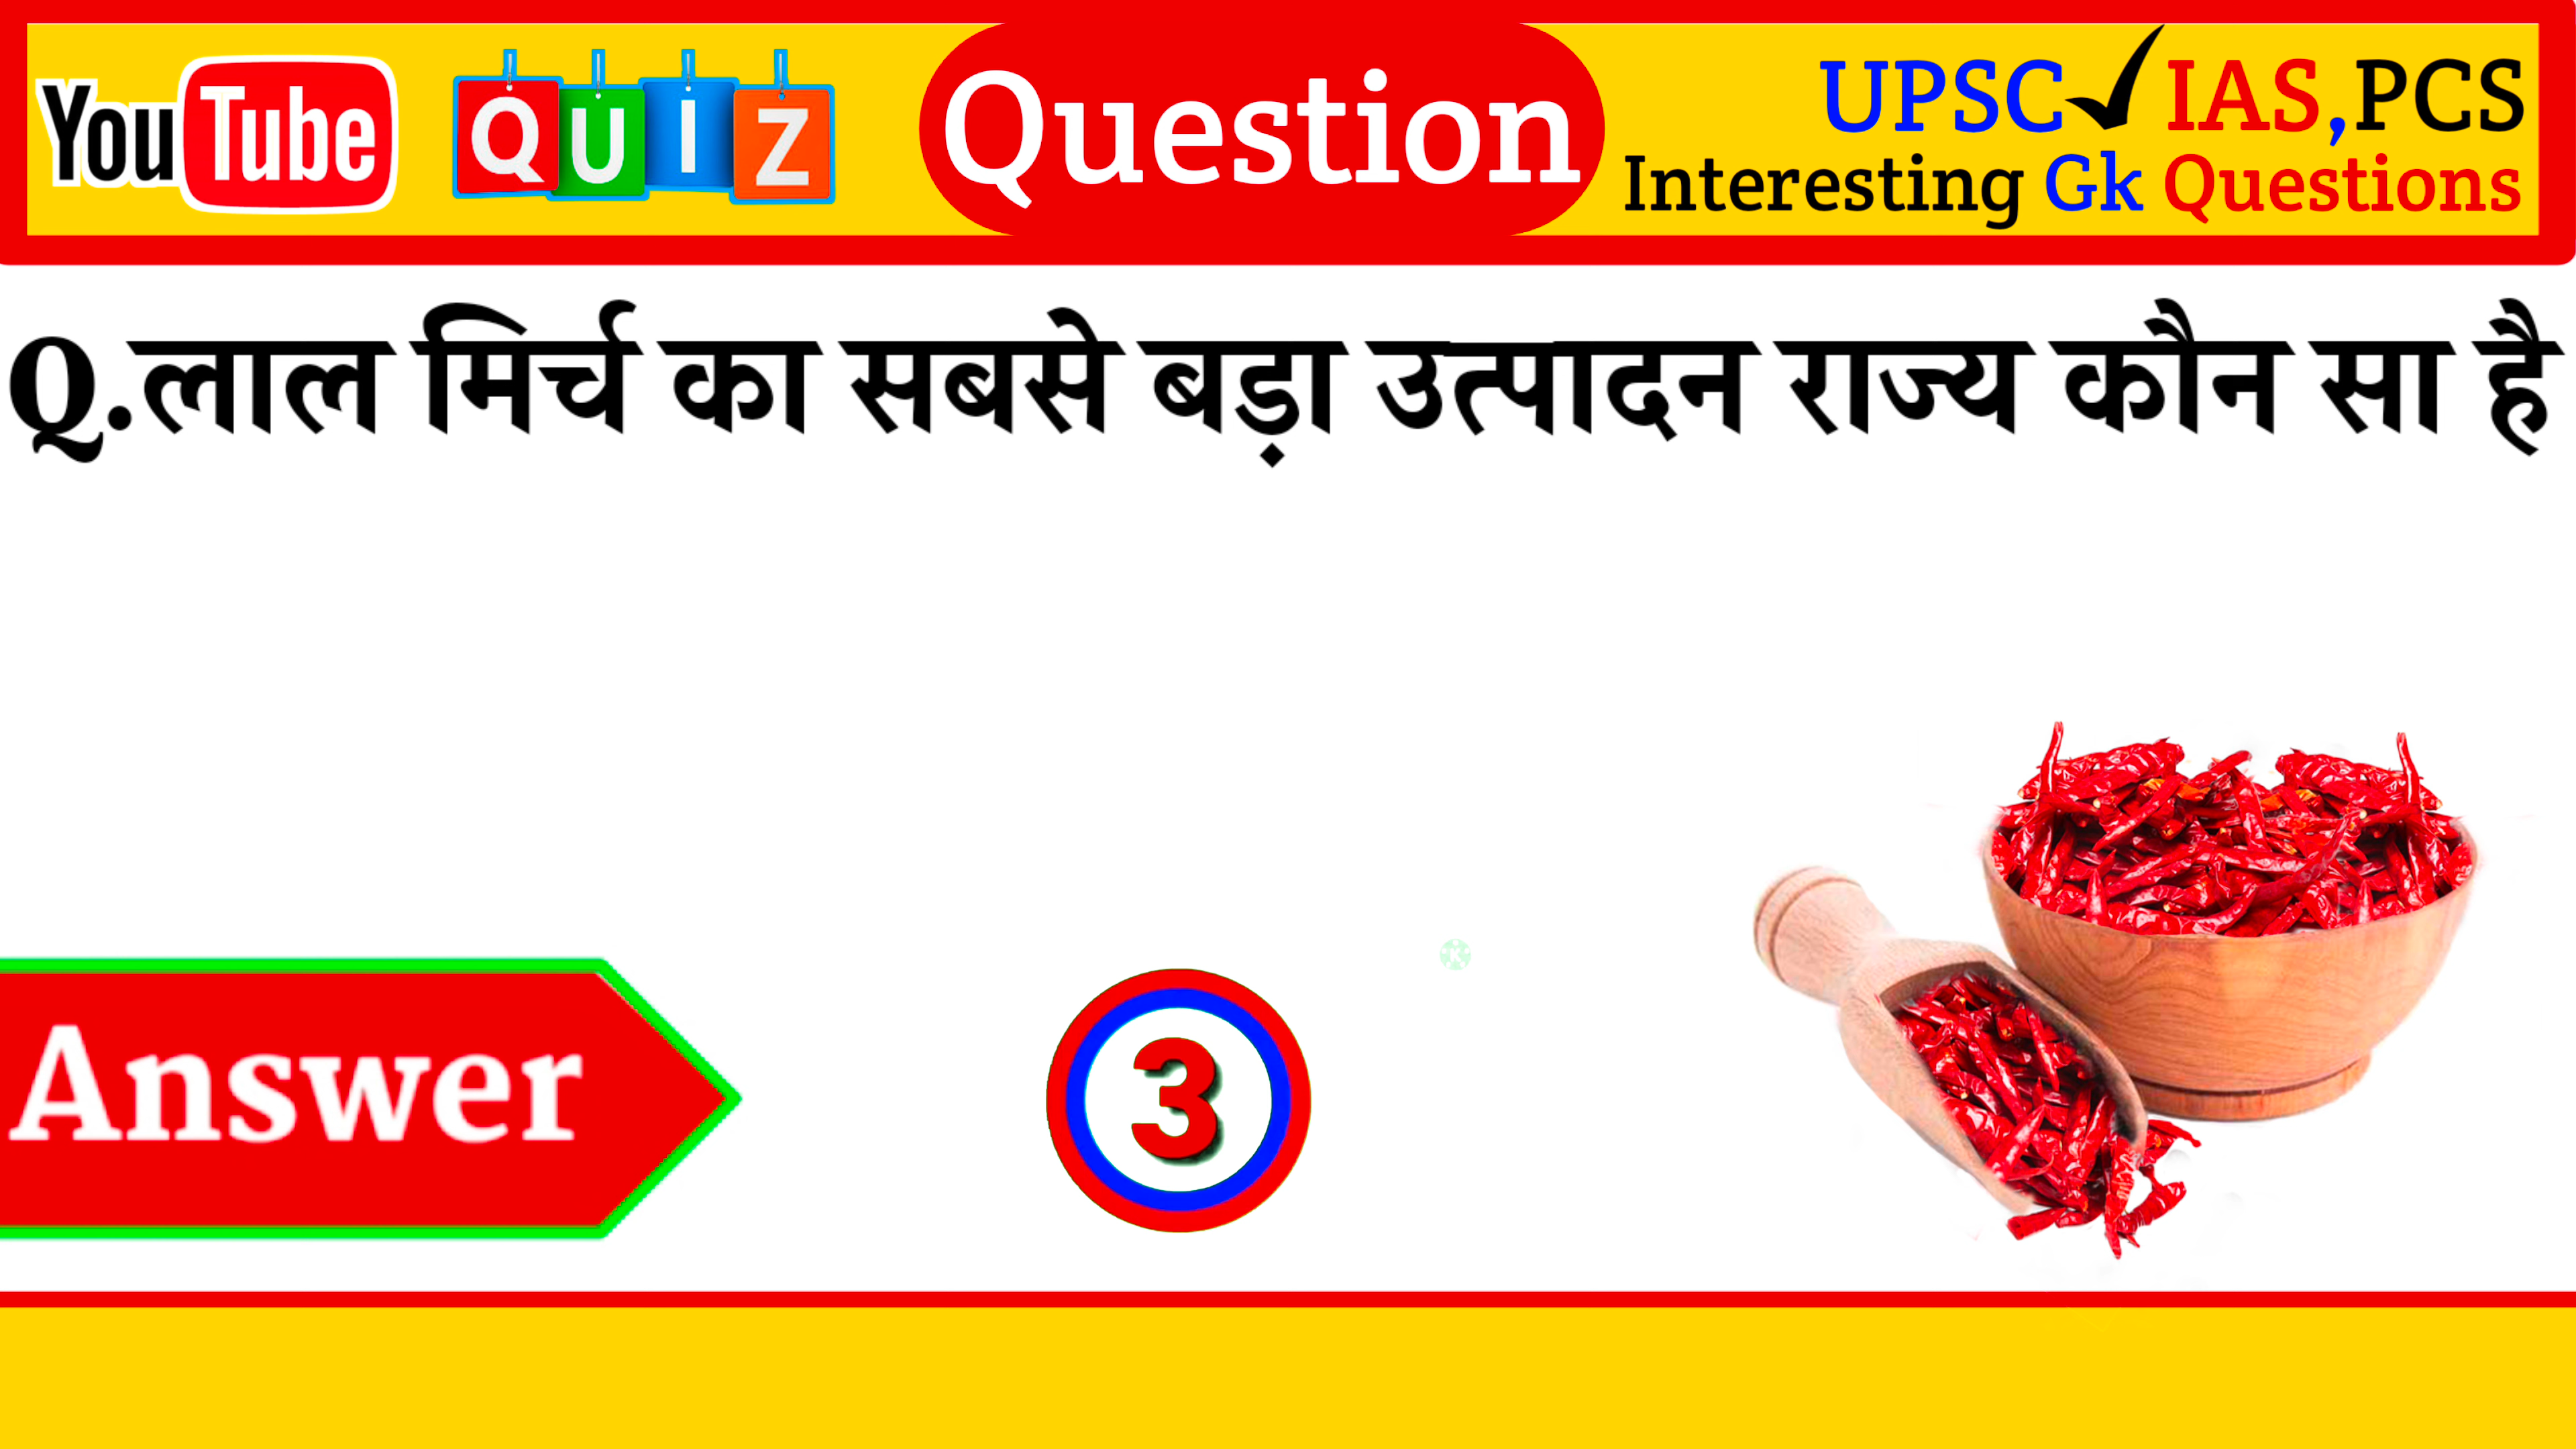 YouTube QUIZ Question UPSC✓IAS,PCS
Interesting Gk Questions
Q.लाल मिर्च का सबसे बड़ा उत्पादन राज्य कौन सा है
Answer
3
K